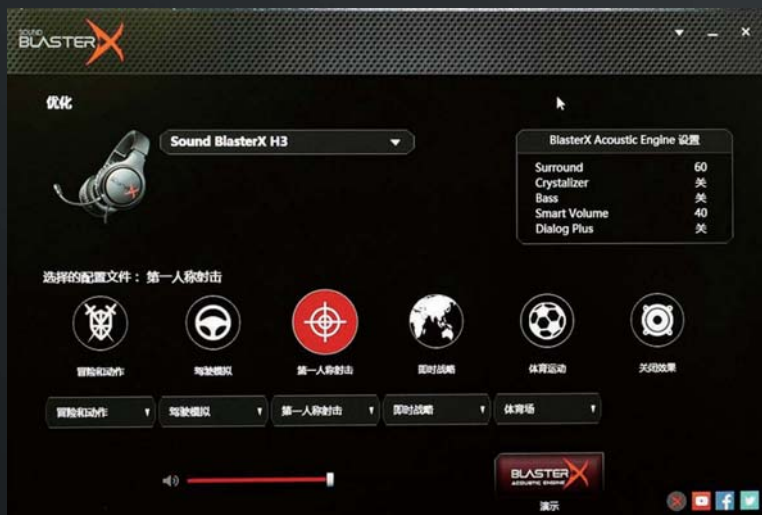 SOUND
BLASTERX
优化
Sound BlasterX H3
BlasterX Acoustic Engine 设置
Surround 60
Crystalizer 关
Bass 关
Smart Volume 40
Dialog Plus 关
选择的配置文件：第一人称射击
冒险和动作 驾驶模拟 第一人称射击 即时战略 体育运动 关闭效果
冒险和动作 驾驶模拟 第一人称射击 即时战略 体育场
BLASTERX
ACOUSTIC ENGINE
演示